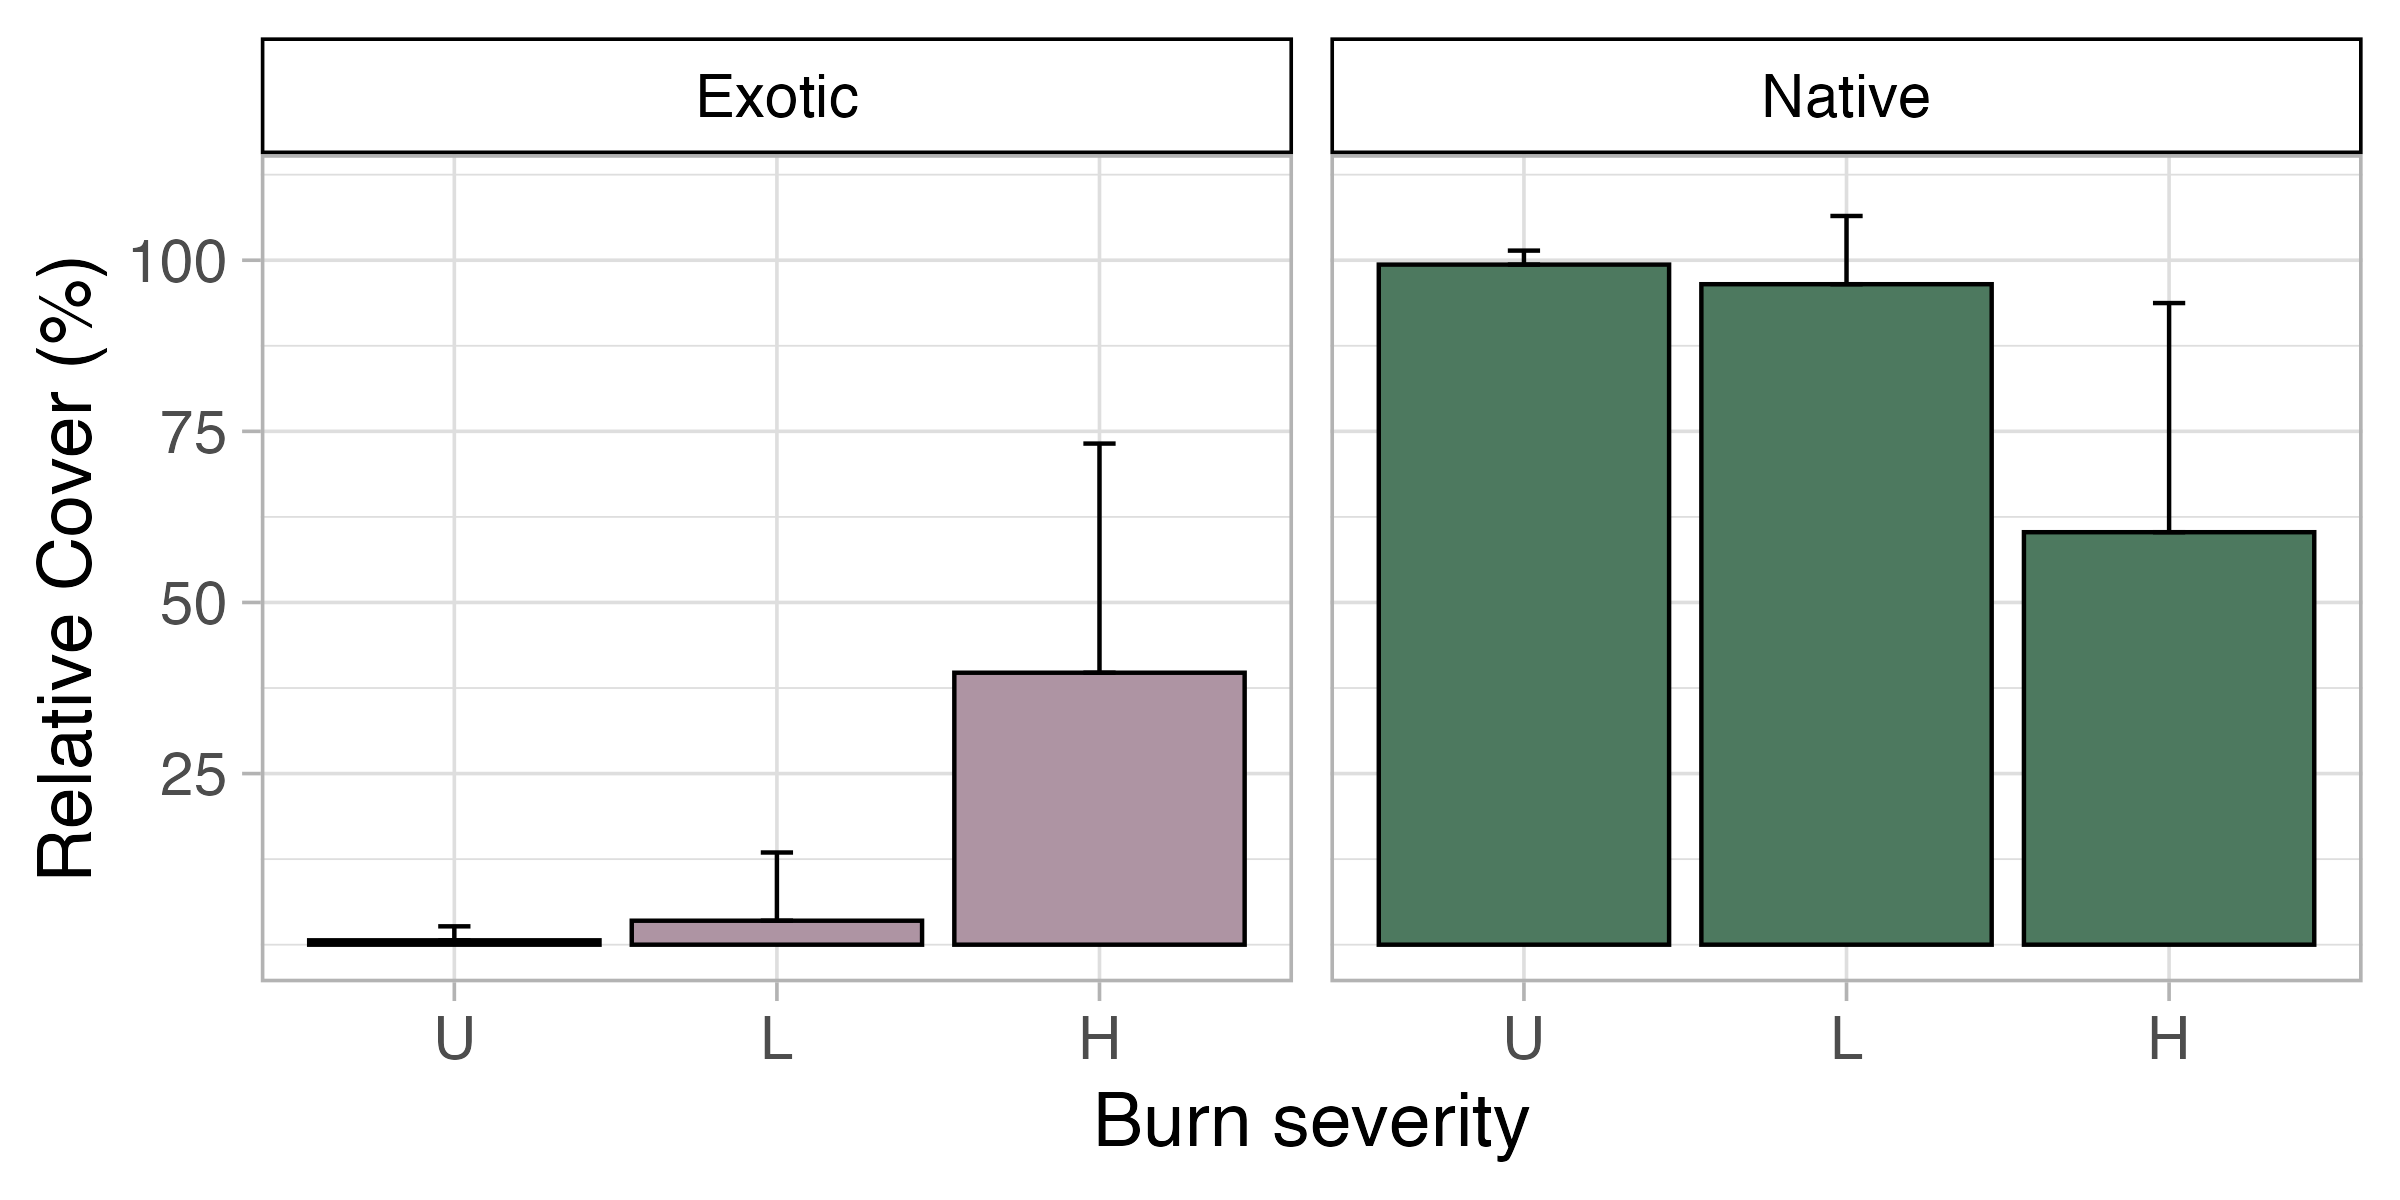 Exotic
Native
Relative Cover (%)
100
75
50
25
U L H
U L H
Burn severity